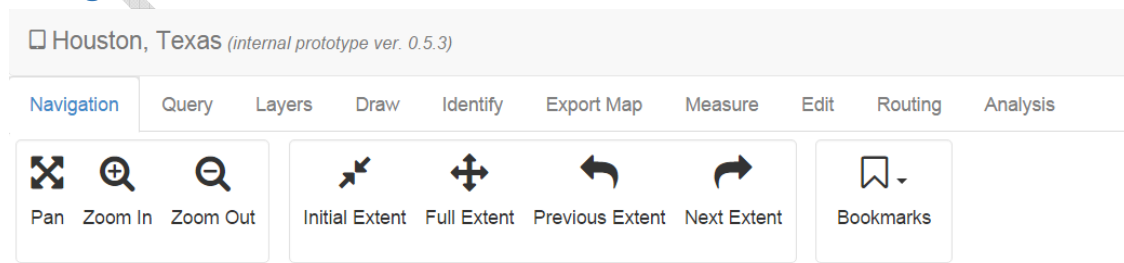 Houston, Texas (internal prototype ver. 0.5.3)
Navigation Query Layers Draw Identify Export Map Measure Edit Routing Analysis
Pan Zoom In Zoom Out Initial Extent Full Extent Previous Extent Next Extent Bookmarks